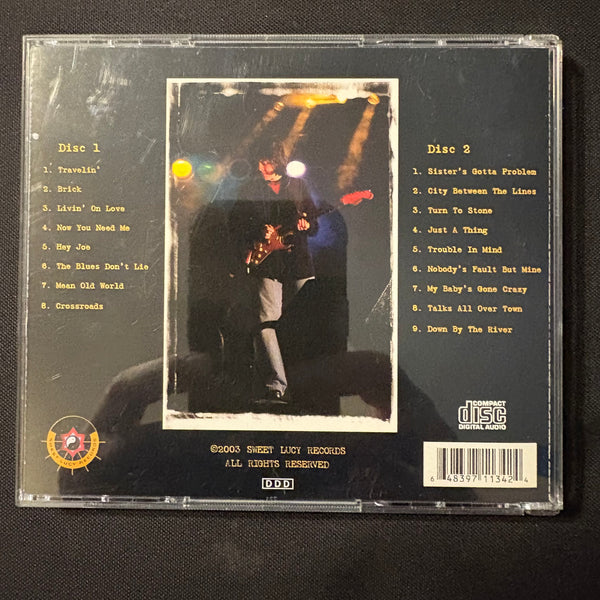 Disc 1
1. Travelin'
2. Brick
3. Livin' On Love
4. Now You Need Me
5. Hey Joe
6. The Blues Don't Lie
7. Mean Old World
8. Crossroads
Disc 2
1. Sister's Gotta Problem
2. City Between The Lines
3. Turn To Stone
4. Just A Thing
5. Trouble In Mind
6. Nobody's Fault But Mine
7. My Baby's Gone Crazy
8. Talks All Over Town
9. Down By The River
SWEET LUCY RECORDS
©2003 SWEET LUCY RECORDS
ALL RIGHTS RESERVED
DDD
COMPACT
disc
DIGITAL AUDIO
6 48397 11342 4